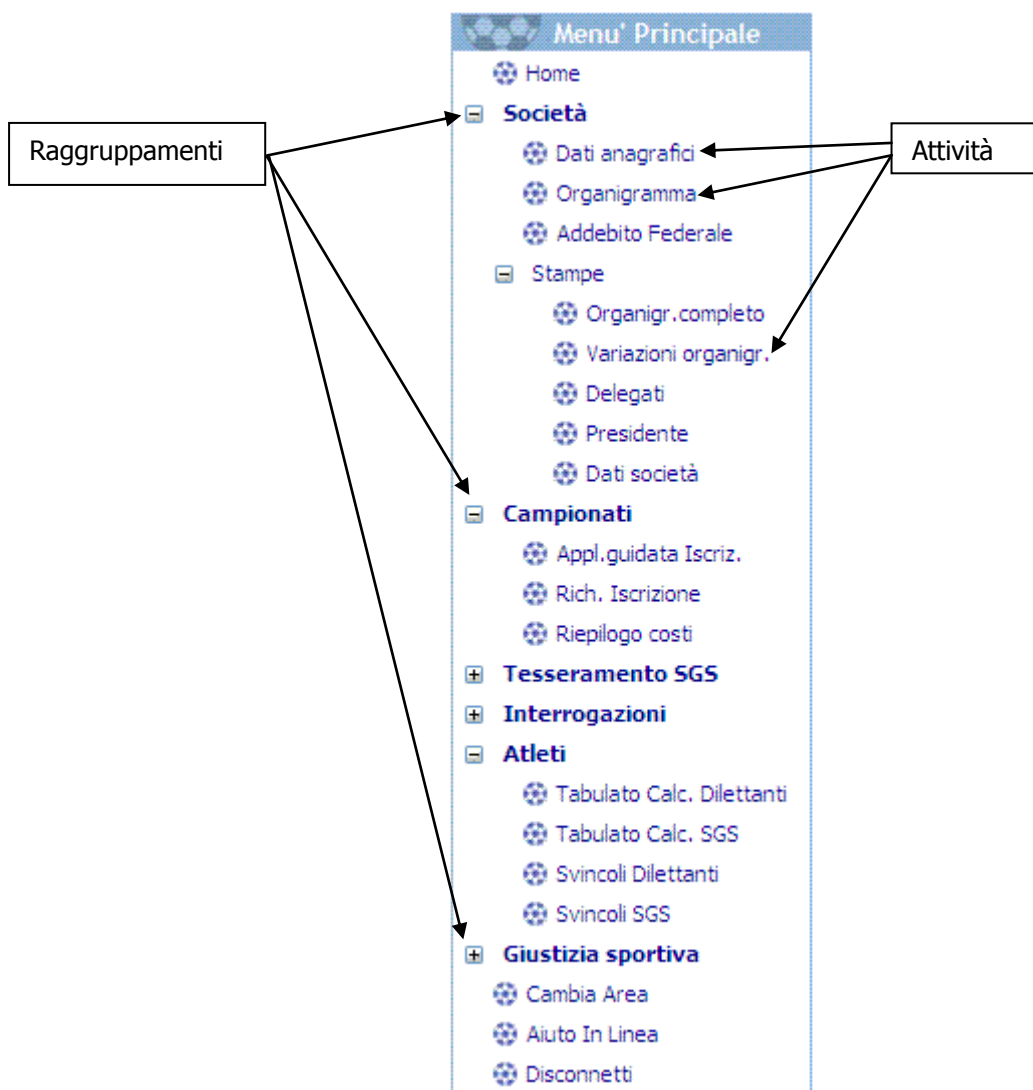 Menu' Principale
Home
Società
Raggruppamenti
Dati anagrafici
Attività
Organigramma
Addebito Federale
Stampe
Organigr.completo
Variazioni organigr.
Delegati
Presidente
Dati società
Campionati
Appl.guidata Iscriz.
Rich. Iscrizione
Riepilogo costi
Tesseramento SGS
Interrogazioni
Atleti
Tabulato Calc. Dilettanti
Tabulato Calc. SGS
Svincoli Dilettanti
Svincoli SGS
Giustizia sportiva
Cambia Area
Aiuto In Linea
Disconnetti